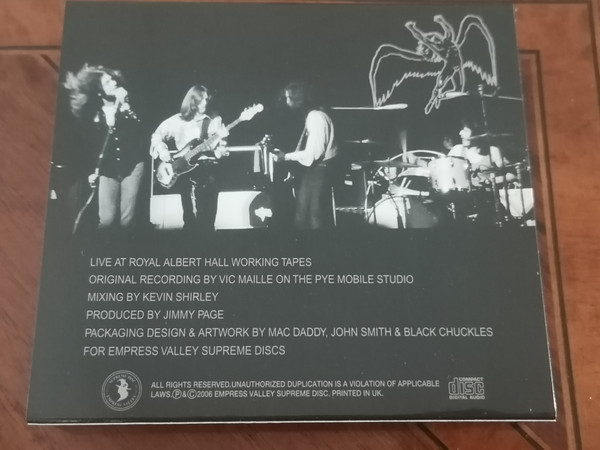 LIVE AT ROYAL ALBERT HALL WORKING TAPES
ORIGINAL RECORDING BY VIC MAILLE ON THE PYE MOBILE STUDIO
MIXING BY KEVIN SHIRLEY
PRODUCED BY JIMMY PAGE
PACKAGING DESIGN & ARTWORK BY MAC DADDY, JOHN SMITH & BLACK CHUCKLES
FOR EMPRESS VALLEY SUPREME DISCS
ALL RIGHTS RESERVED.UNAUTHORIZED DUPLICATION IS A VIOLATION OF APPLICABLE
LAWS.Ⓟ&Ⓒ2006 EMPRESS VALLEY SUPREME DISC. PRINTED IN UK.
COMPACT
disc
DIGITAL AUDIO